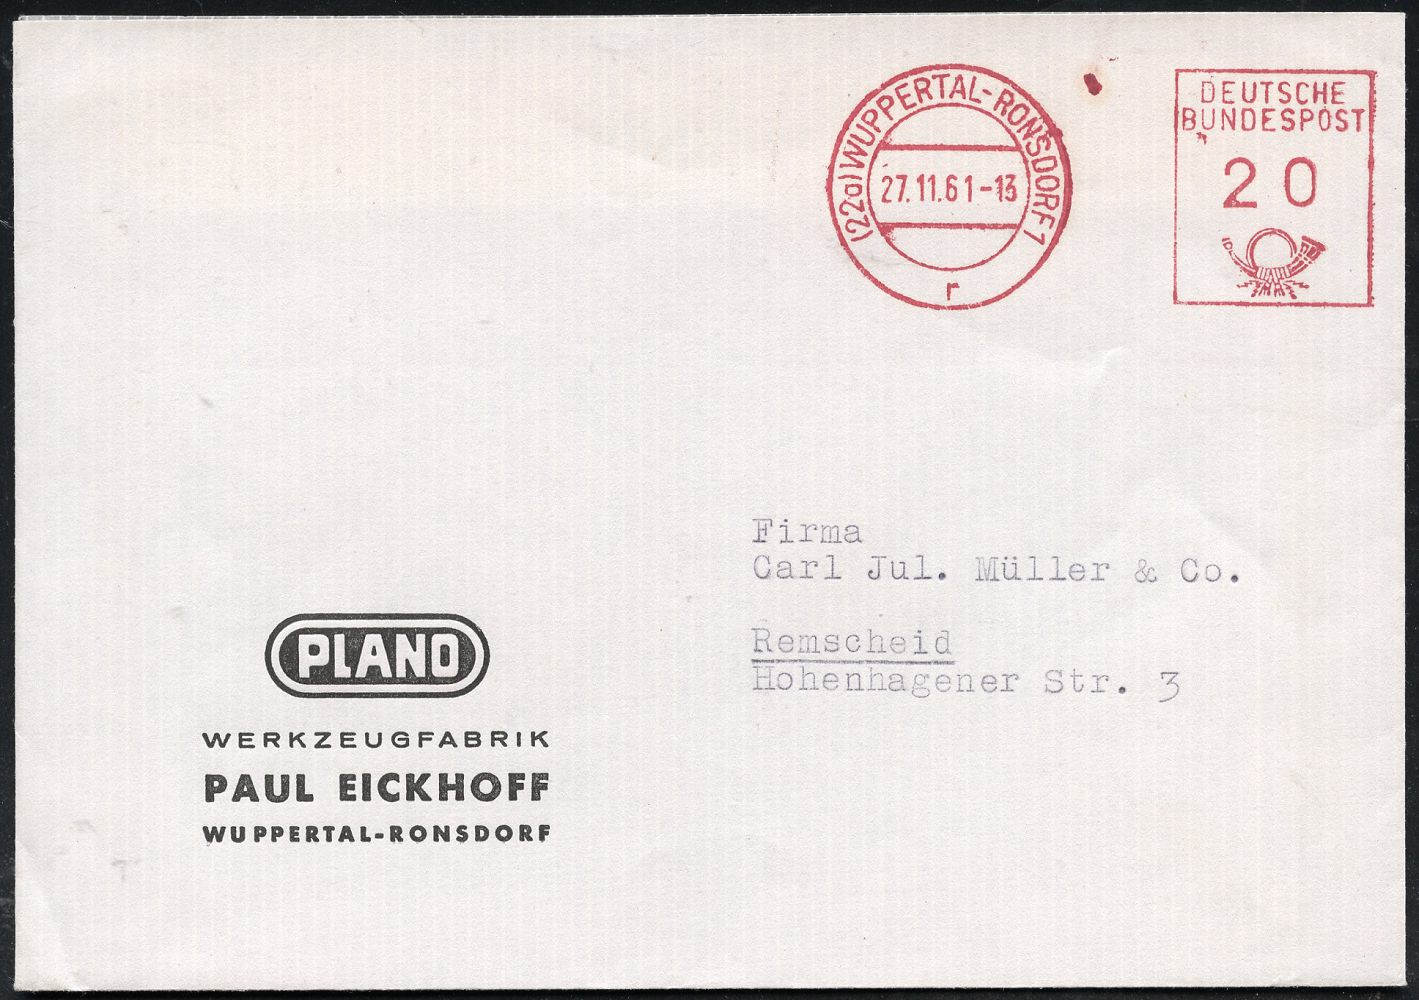 (22a) WUPPERTAL-RONSDORF 1
27.11.61-13
r
DEUTSCHE
BUNDESPOST
20
Firma
Carl Jul. Müller & Co.
Remscheid
Hohenhagener Str. 3
PLANO
WERKZEUGFABRIK
PAUL EICKHOFF
WUPPERTAL-RONSDORF